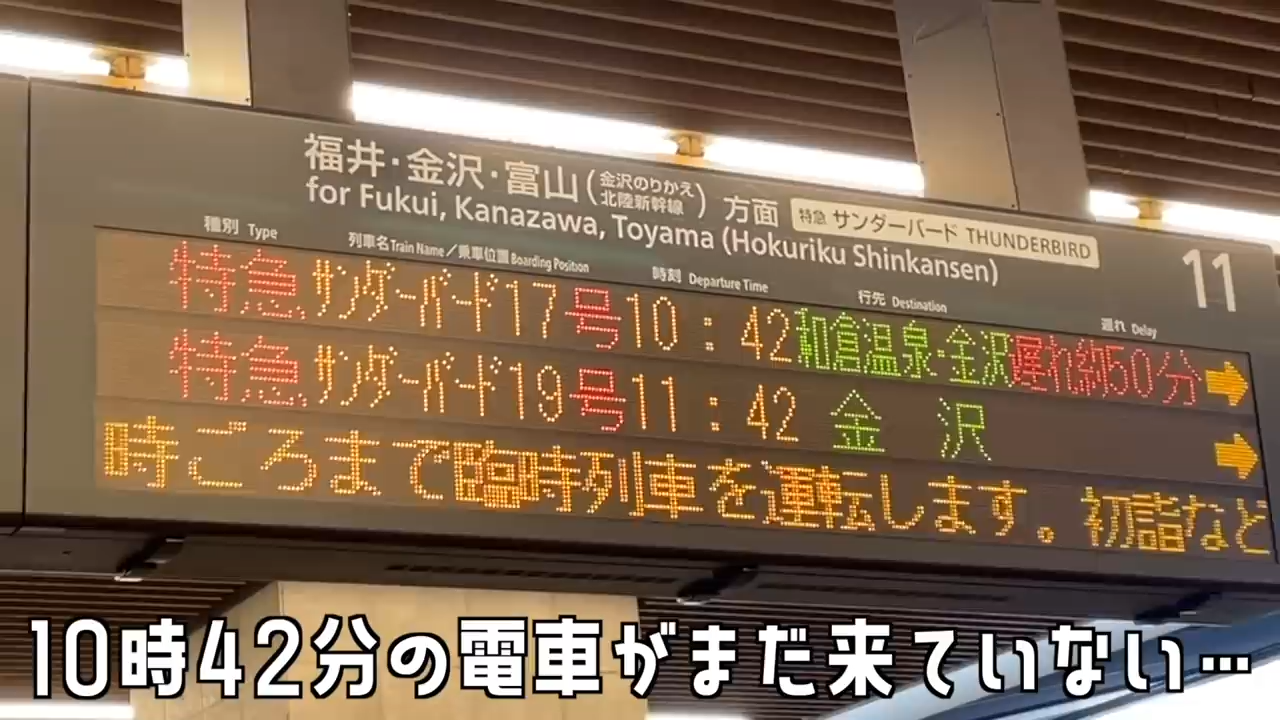 福井・金沢・富山(金沢のりかえ 北陸新幹線)方面 特急 サンダーバード THUNDERBIRD
for Fukui, Kanazawa, Toyama (Hokuriku Shinkansen)
11
種別 Type 列車名 Train Name／乗車位置 Boarding Position 時刻 Departure Time 行先 Destination 遅れ Delay
特急 サンダーバード17号 10:42 和倉温泉・金沢 遅れ約50分
特急 サンダーバード19号 11:42 金沢
時ごろまで臨時列車を運転します。初詣など
10時42分の電車がまだ来ていない…